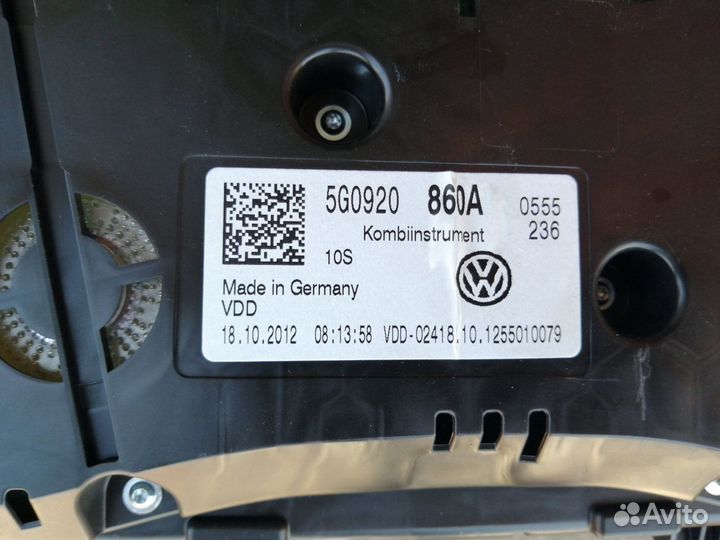 5G0920 860A 0555
Kombiinstrument 236
10S
Made in Germany
VDD
18.10.2012 08:13:58 VDD-02418.10.1255010079
Avito